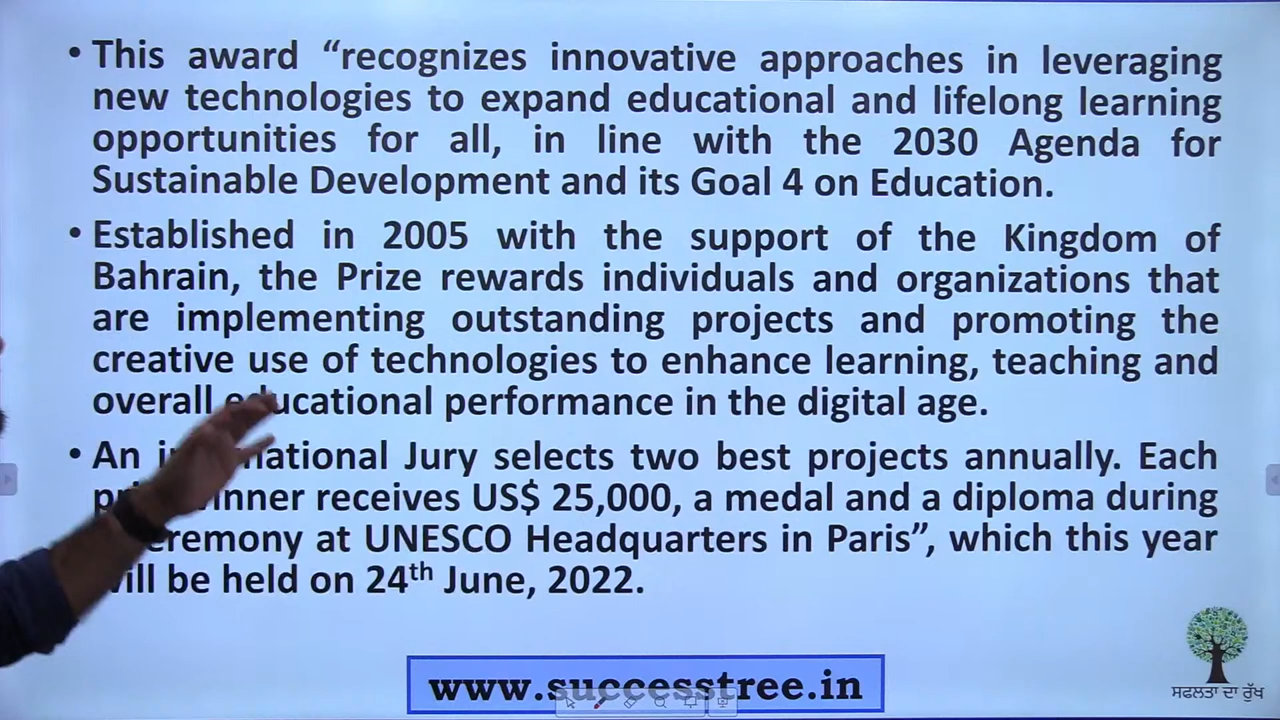 • This award “recognizes innovative approaches in leveraging
new technologies to expand educational and lifelong learning
opportunities for all, in line with the 2030 Agenda for
Sustainable Development and its Goal 4 on Education.
• Established in 2005 with the support of the Kingdom of
Bahrain, the Prize rewards individuals and organizations that
are implementing outstanding projects and promoting the
creative use of technologies to enhance learning, teaching and
overall educational performance in the digital age.
• An Jury selects two best projects annually. Each
receives US$ 25,000, a medal and a diploma during
ceremony at UNESCO Headquarters in Paris”, which this year
will be held on 24th June, 2022.
www.successtree.in
ਸਫਲਤਾ ਦਾ ਰੁੱਖ